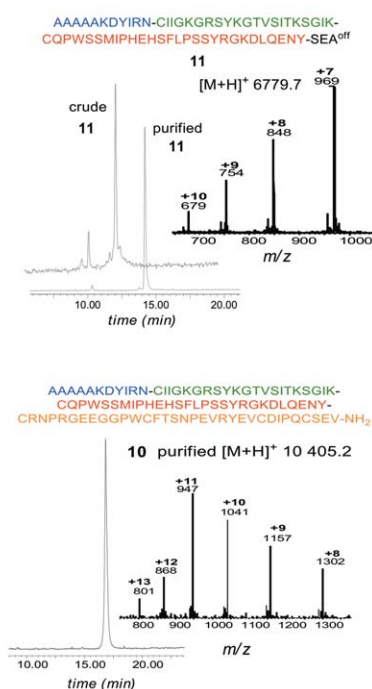 AAAAAKDYIRN-CIIGKGRSYKGTVSITKSGIK-
CQPWSSMIPHEHSFLPSSYRGKDLQENY-SEAoff
11
[M+H]+ 6779.7
crude
11
purified
11
+7
969
+8
848
+9
754
+10
679
700 800 900 1000
m/z
10.00 15.00 20.00
time (min)
AAAAAKDYIRN-CIIGKGRSYKGTVSITKSGIK-
CQPWSSMIPHEHSFLPSSYRGKDLQENY-
CRNPRGEEGGPWCFTSNPEVRYEVCDIPQCSEV-NH2
10 purified [M+H]+ 10 405.2
+11
947
+10
1041
+9
1157
+8
1302
+12
868
+13
801
800 900 1000 1100 1200 1300
m/z
10.00 20.00
time (min)